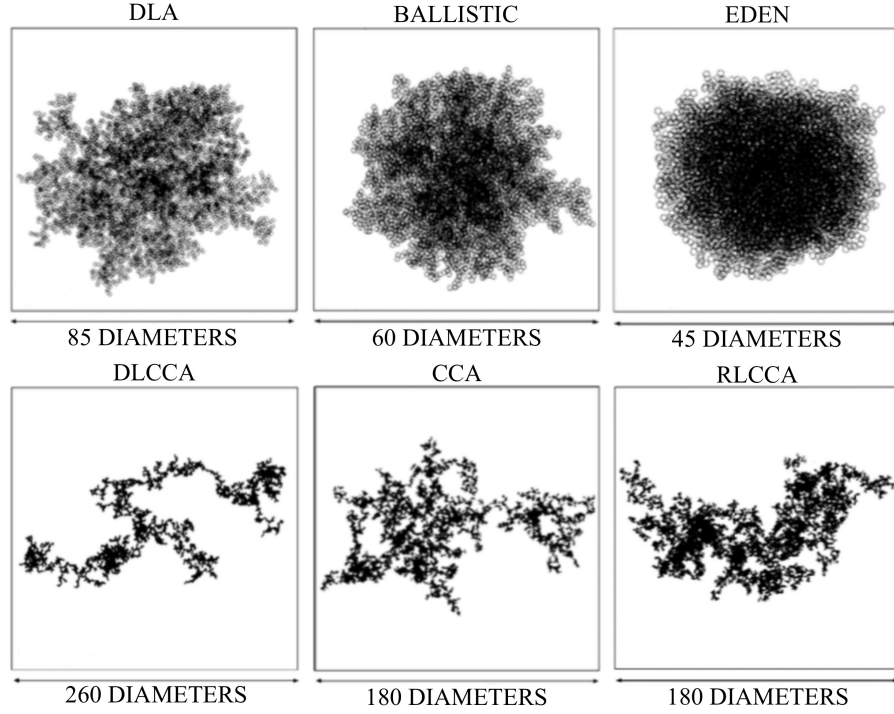 DLA
BALLISTIC
EDEN
85 DIAMETERS
60 DIAMETERS
45 DIAMETERS
DLCCA
CCA
RLCCA
260 DIAMETERS
180 DIAMETERS
180 DIAMETERS